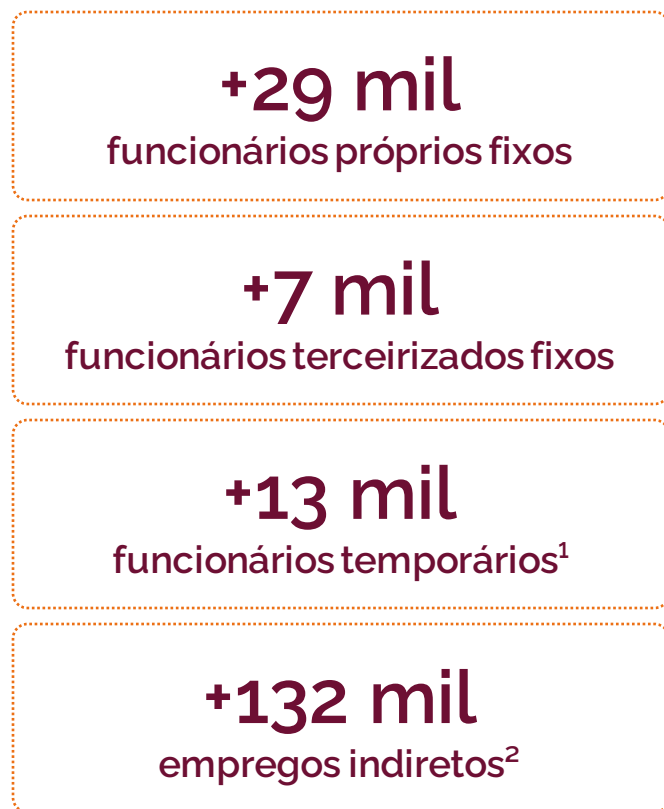 +29 mil
funcionários próprios fixos
+7 mil
funcionários terceirizados fixos
+13 mil
funcionários temporários¹
+132 mil
empregos indiretos²